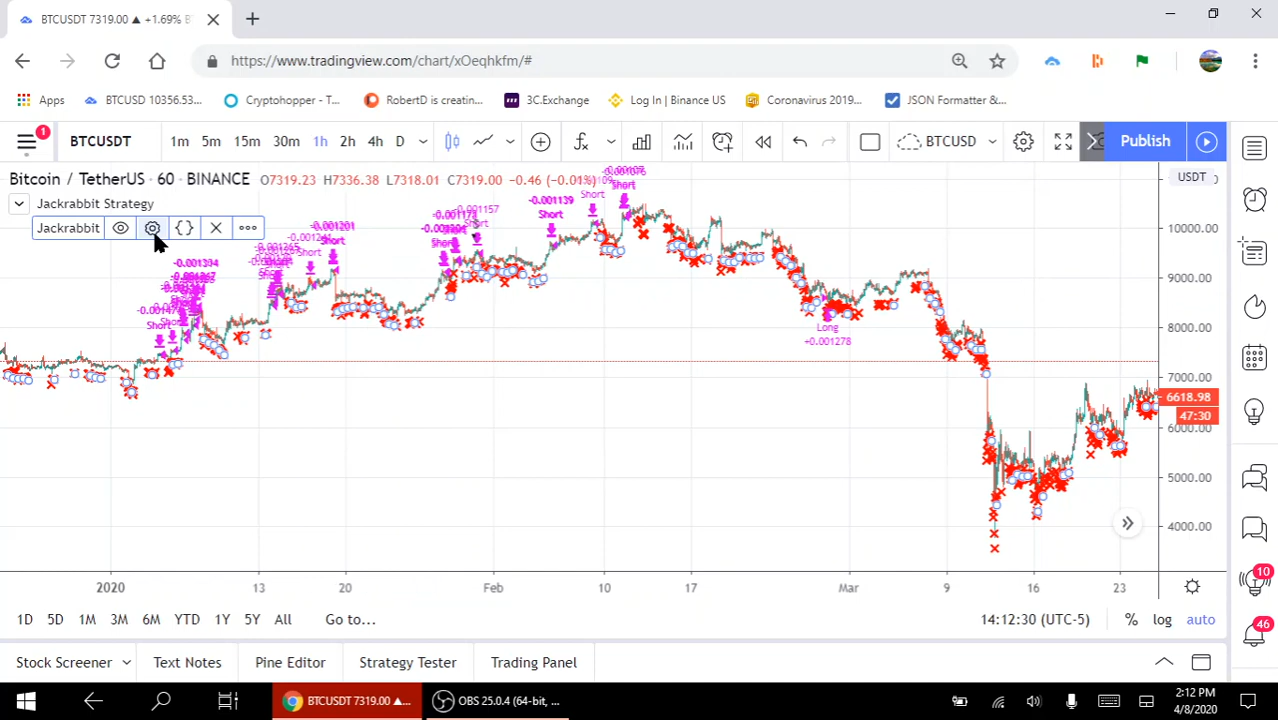 BTCUSDT 7319.00 ▲ +1.69%
https://www.tradingview.com/chart/xOeqhkfm/#
Apps
BTCUSD 10356.53...
Cryptohopper - T...
RobertD is creatin...
3C.Exchange
Log In | Binance US
Coronavirus 2019...
JSON Formatter &...
1
BTCUSDT
1m 5m 15m 30m 1h 2h 4h D
BTCUSD
Publish
Bitcoin / TetherUS · 60 · BINANCE O7319.23 H7336.38 L7318.01 C7319.00 -0.46 (-0.01%)
USDT
Jackrabbit Strategy
Jackrabbit
-0.001157
Short
-0.001139
Short
Short
Short
-0.001201
Short
Short
-0.001394
Short
Short
Long
+0.001278
10000.00
9000.00
8000.00
7000.00
6618.98
47:30
6000.00
5000.00
4000.00
2020 13 20 Feb 10 17 Mar 9 16 23
1D 5D 1M 3M 6M YTD 1Y 5Y All Go to...
14:12:30 (UTC-5) % log auto
10
46
Stock Screener Text Notes Pine Editor Strategy Tester Trading Panel
BTCUSDT 7319.00 ▲...
OBS 25.0.4 (64-bit, ...
2:12 PM
4/8/2020